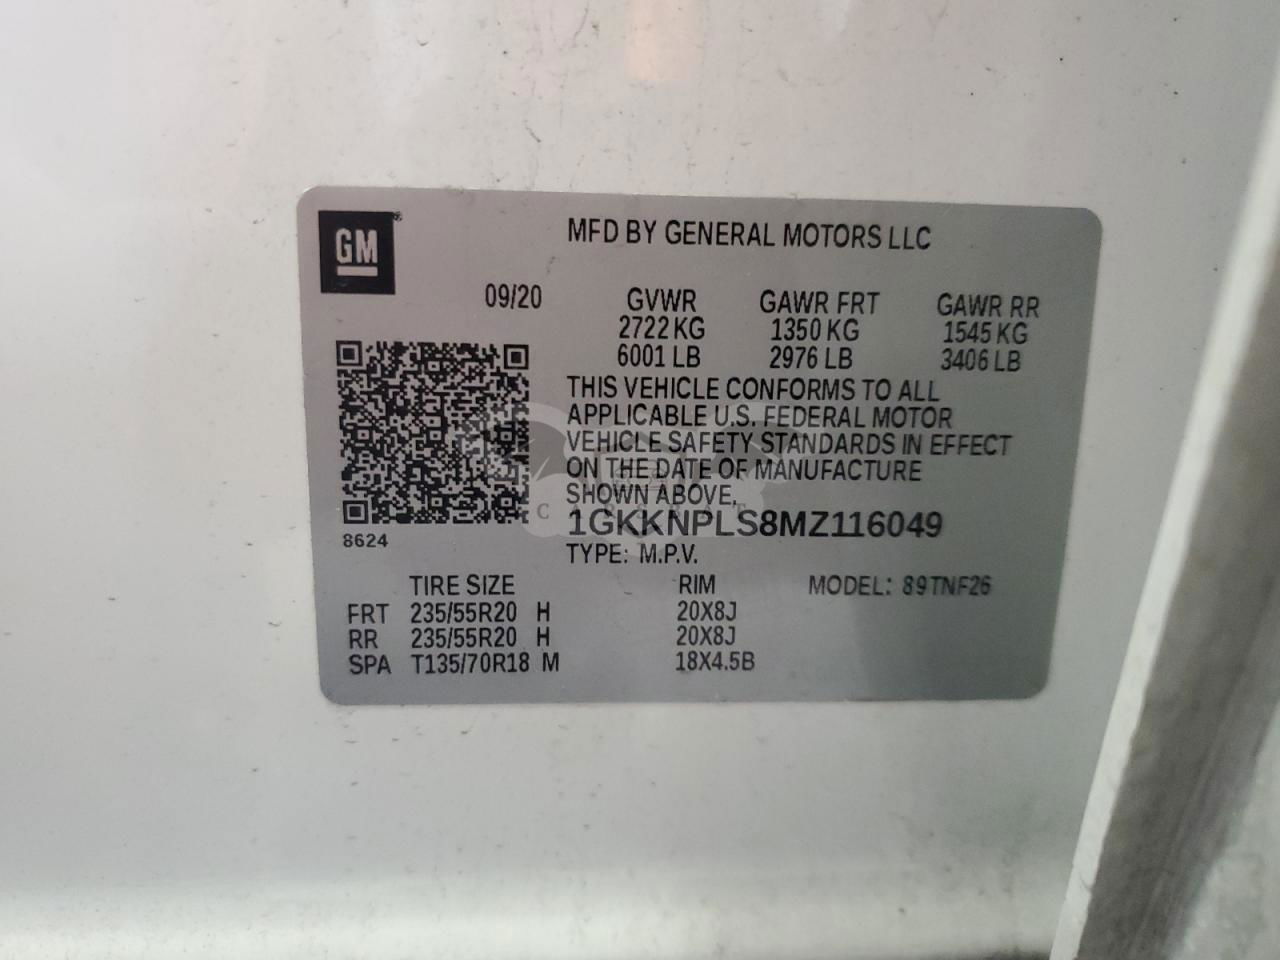 GM®
MFD BY GENERAL MOTORS LLC
09/20 GVWR GAWR FRT GAWR RR
2722 KG 1350 KG 1545 KG
6001 LB 2976 LB 3406 LB
THIS VEHICLE CONFORMS TO ALL
APPLICABLE U.S. FEDERAL MOTOR
VEHICLE SAFETY STANDARDS IN EFFECT
ON THE DATE OF MANUFACTURE
SHOWN ABOVE.
1GKKNPLS8MZ116049
8624
TYPE: M.P.V.
TIRE SIZE RIM MODEL: 89TNF26
FRT 235/55R20 H 20X8J
RR 235/55R20 H 20X8J
SPA T135/70R18 M 18X4.5B